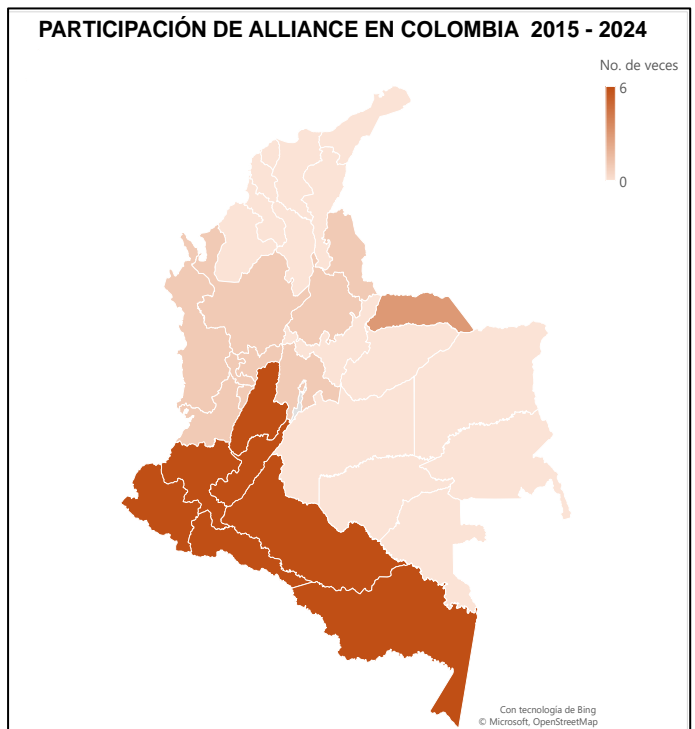 PARTICIPACIÓN DE ALLIANCE EN COLOMBIA 2015 - 2024
No. de veces
6
0
Con tecnología de Bing
© Microsoft, OpenStreetMap